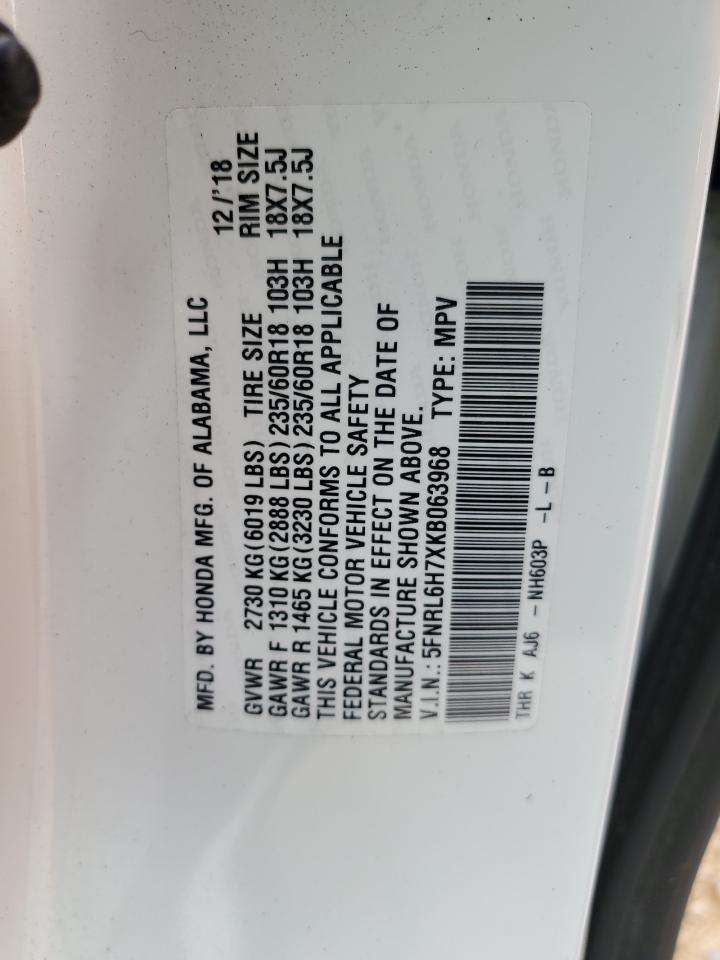 MFD. BY HONDA MFG. OF ALABAMA, LLC 12/'18
GVWR 2730 KG(6019 LBS) TIRE SIZE RIM SIZE
GAWR F 1310 KG(2888 LBS)235/60R18 103H 18X7.5J
GAWR R 1465 KG(3230 LBS)235/60R18 103H 18X7.5J
THIS VEHICLE CONFORMS TO ALL APPLICABLE
FEDERAL MOTOR VEHICLE SAFETY
STANDARDS IN EFFECT ON THE DATE OF
MANUFACTURE SHOWN ABOVE.
V.I.N.:5FNRL6H7XKB063968 TYPE: MPV
THR K AJ6 - NH603P -L-B